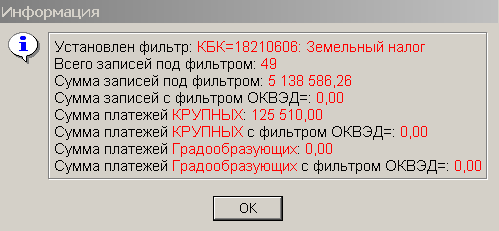 Информация
Установлен фильтр: КБК=18210606: Земельный налог
Всего записей под фильтром: 49
Сумма записей под фильтром: 5 138 586,26
Сумма записей с фильтром ОКВЭД=: 0,00
Сумма платежей КРУПНЫХ: 125 510,00
Сумма платежей КРУПНЫХ с фильтром ОКВЭД=: 0,00
Сумма платежей Градообразующих: 0,00
Сумма платежей Градообразующих с фильтром ОКВЭД=: 0,00
OK